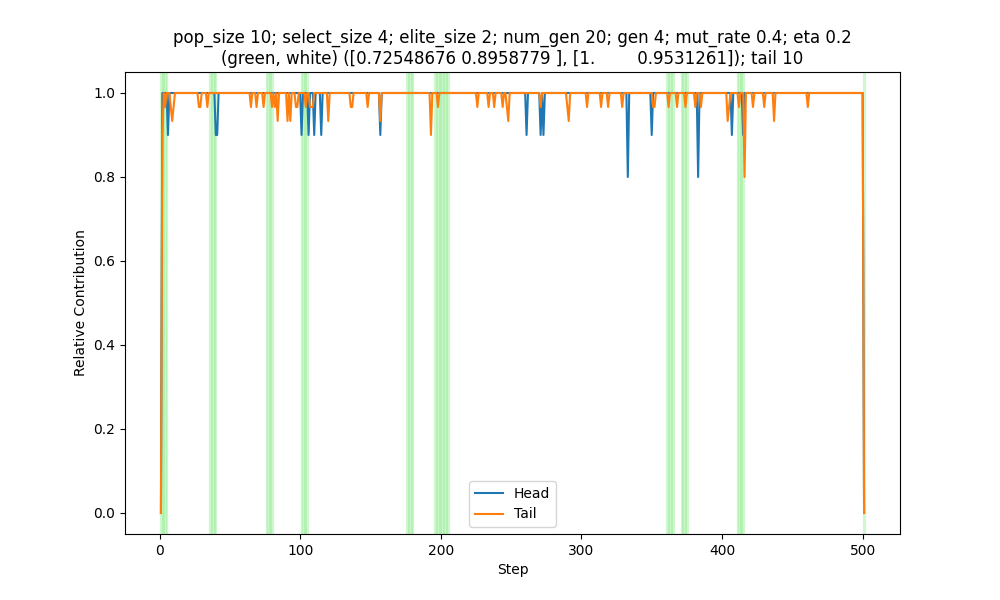 pop_size 10; select_size 4; elite_size 2; num_gen 20; gen 4; mut_rate 0.4; eta 0.2
(green, white) ([0.72548676 0.8958779 ], [1.         0.9531261]); tail 10
1.0
0.8
0.6
0.4
0.2
0.0
Relative Contribution
Head
Tail
0 100 200 300 400 500
Step